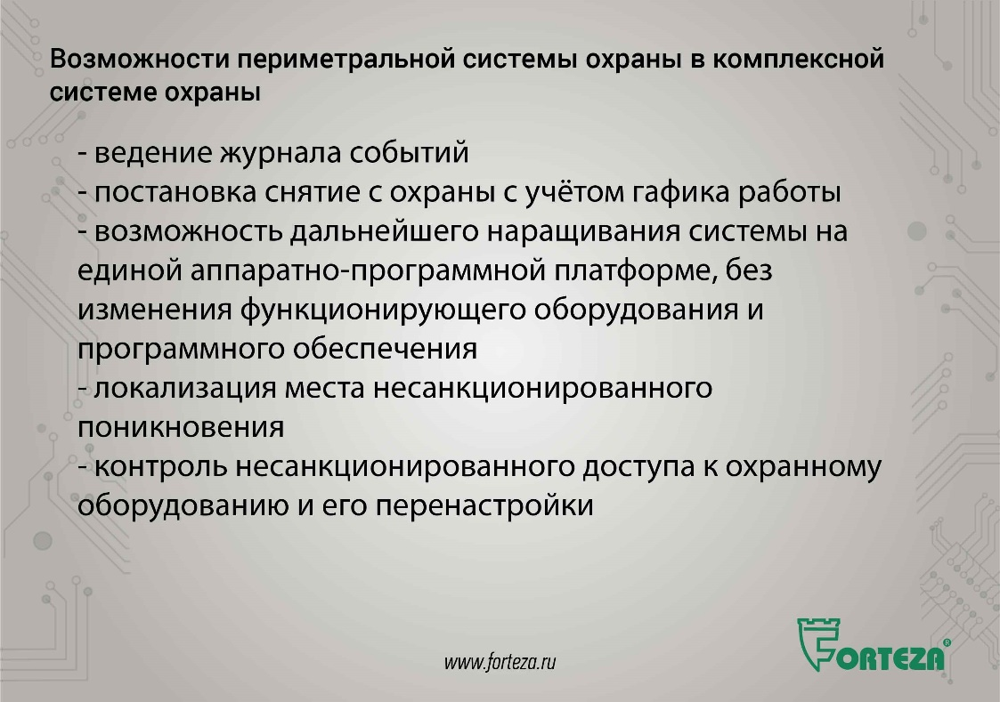 Возможности периметральной системы охраны в комплексной
системе охраны
- ведение журнала событий
- постановка снятие с охраны с учётом гафика работы
- возможность дальнейшего наращивания системы на
единой аппаратно-программной платформе, без
изменения функционирующего оборудования и
программного обеспечения
- локализация места несанкционированного
поникновения
- контроль несанкционированного доступа к охранному
оборудованию и его перенастройки
www.forteza.ru
FORTEZA®